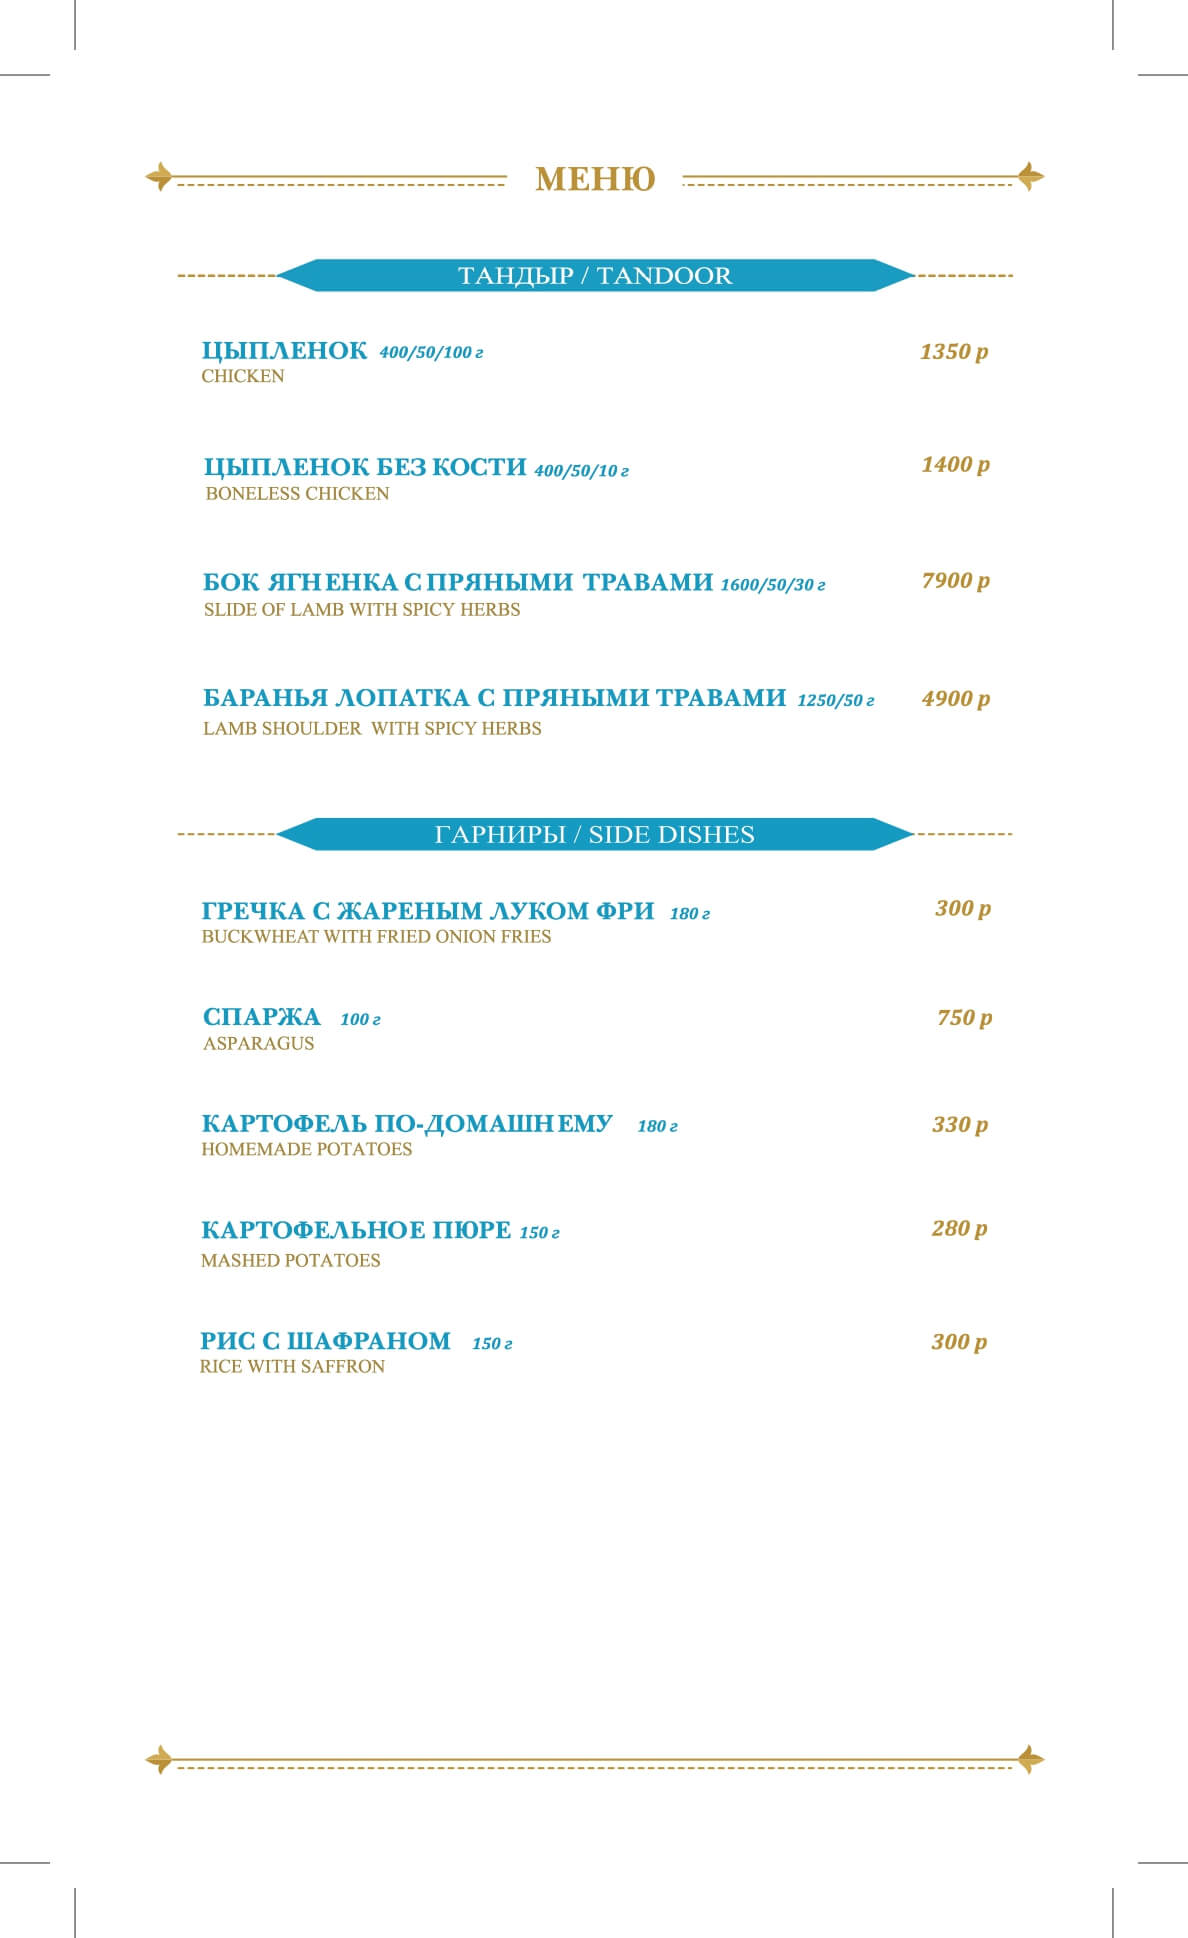 МЕНЮ
ТАНДЫР / TANDOOR
ЦЫПЛЕНОК 400/50/100 г 1350 р
CHICKEN
ЦЫПЛЕНОК БЕЗ КОСТИ 400/50/10 г 1400 р
BONELESS CHICKEN
БОК ЯГНЕНКА С ПРЯНЫМИ ТРАВАМИ 1600/50/30 г 7900 р
SLIDE OF LAMB WITH SPICY HERBS
БАРАНЬЯ ЛОПАТКА С ПРЯНЫМИ ТРАВАМИ 1250/50 г 4900 р
LAMB SHOULDER WITH SPICY HERBS
ГАРНИРЫ / SIDE DISHES
ГРЕЧКА С ЖАРЕНЫМ ЛУКОМ ФРИ 180 г 300 р
BUCKWHEAT WITH FRIED ONION FRIES
СПАРЖА 100 г 750 р
ASPARAGUS
КАРТОФЕЛЬ ПО-ДОМАШНЕМУ 180 г 330 р
HOMEMADE POTATOES
КАРТОФЕЛЬНОЕ ПЮРЕ 150 г 280 р
MASHED POTATOES
РИС С ШАФРАНОМ 150 г 300 р
RICE WITH SAFFRON